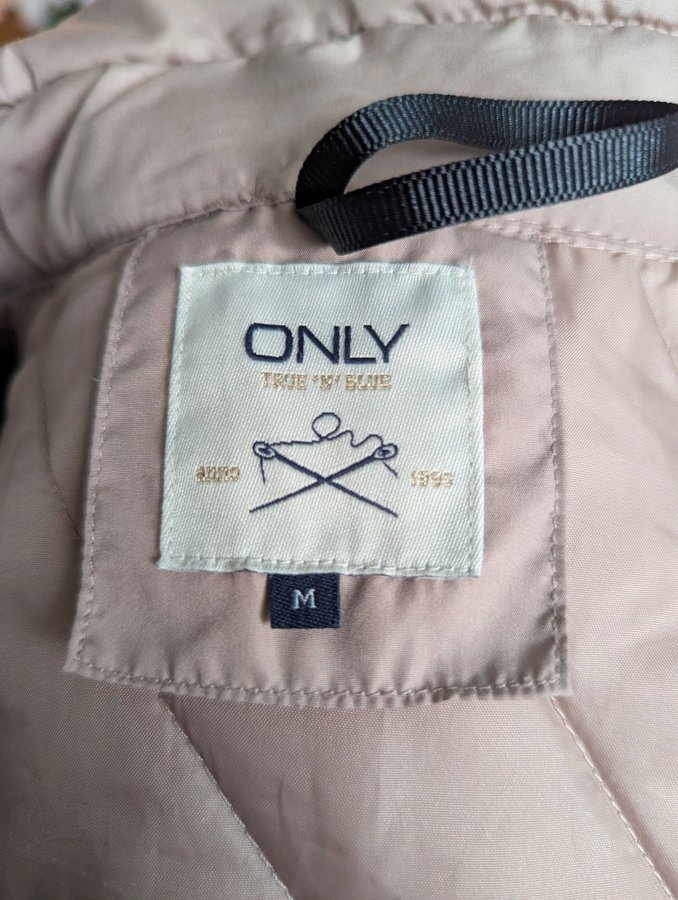 ONLY
TRUE 'N' BLUE
anno 1995
M